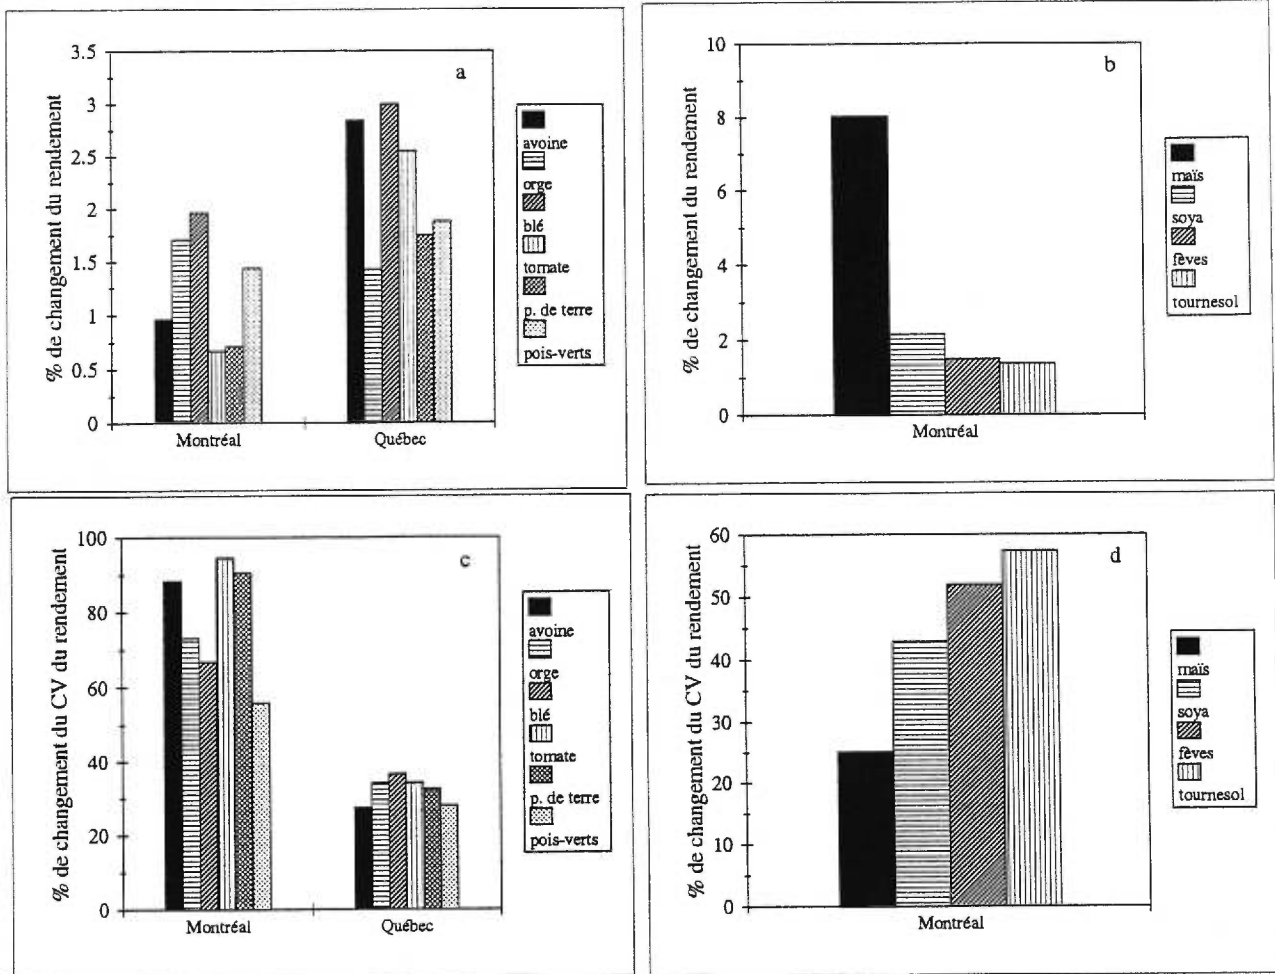 a
% de changement du rendement
3.5
3
2.5
2
1.5
1
0.5
0
Montréal
Québec
avoine
orge
blé
tomate
p. de terre
pois-verts
b
% de changement du rendement
10
8
6
4
2
0
Montréal
maïs
soya
fèves
tournesol
c
% de changement du CV du rendement
100
80
60
40
20
0
Montréal
Québec
avoine
orge
blé
tomate
p. de terre
pois-verts
d
% de changement du CV du rendement
60
50
40
30
20
10
0
Montréal
maïs
soya
fèves
tournesol